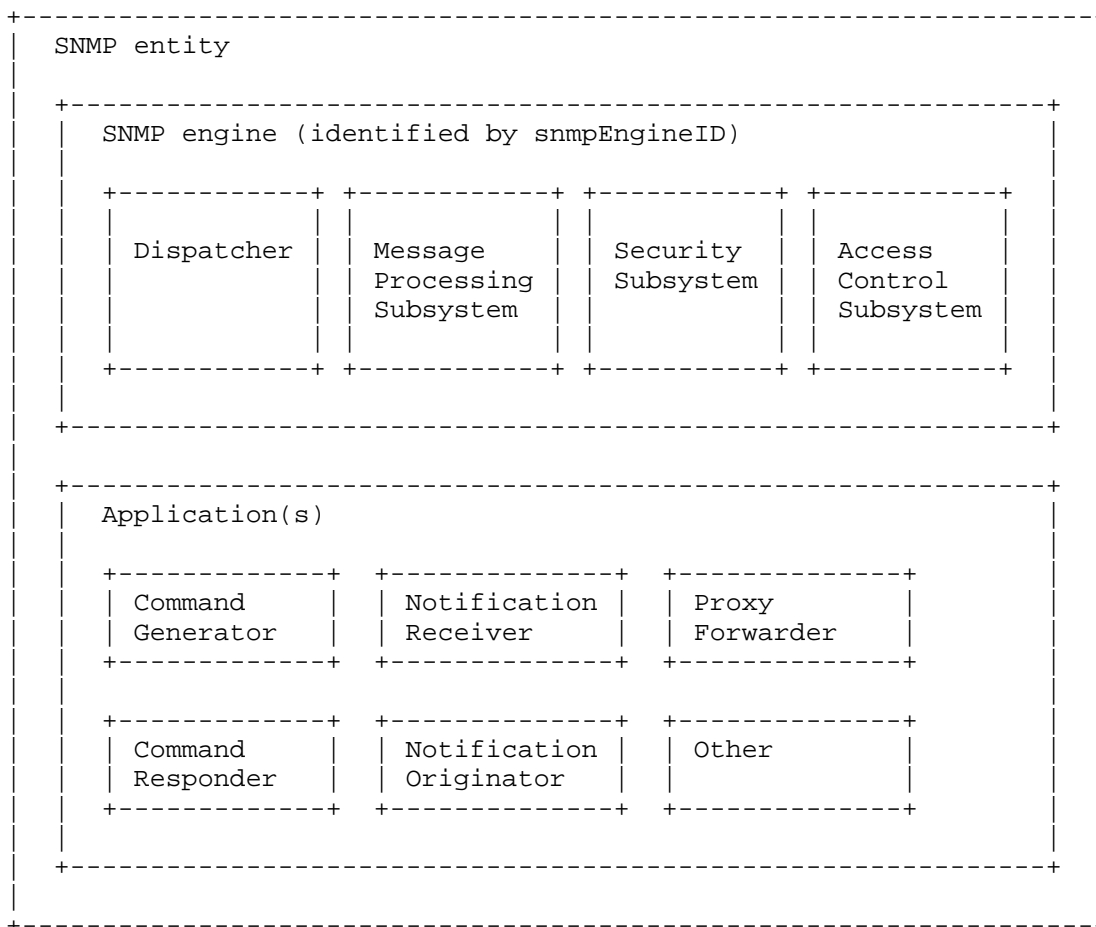 SNMP entity
SNMP engine (identified by snmpEngineID)
Dispatcher Message Security Access
Processing Subsystem Control
Subsystem Subsystem
Application(s)
Command Notification Proxy
Generator Receiver Forwarder
Command Notification Other
Responder Originator